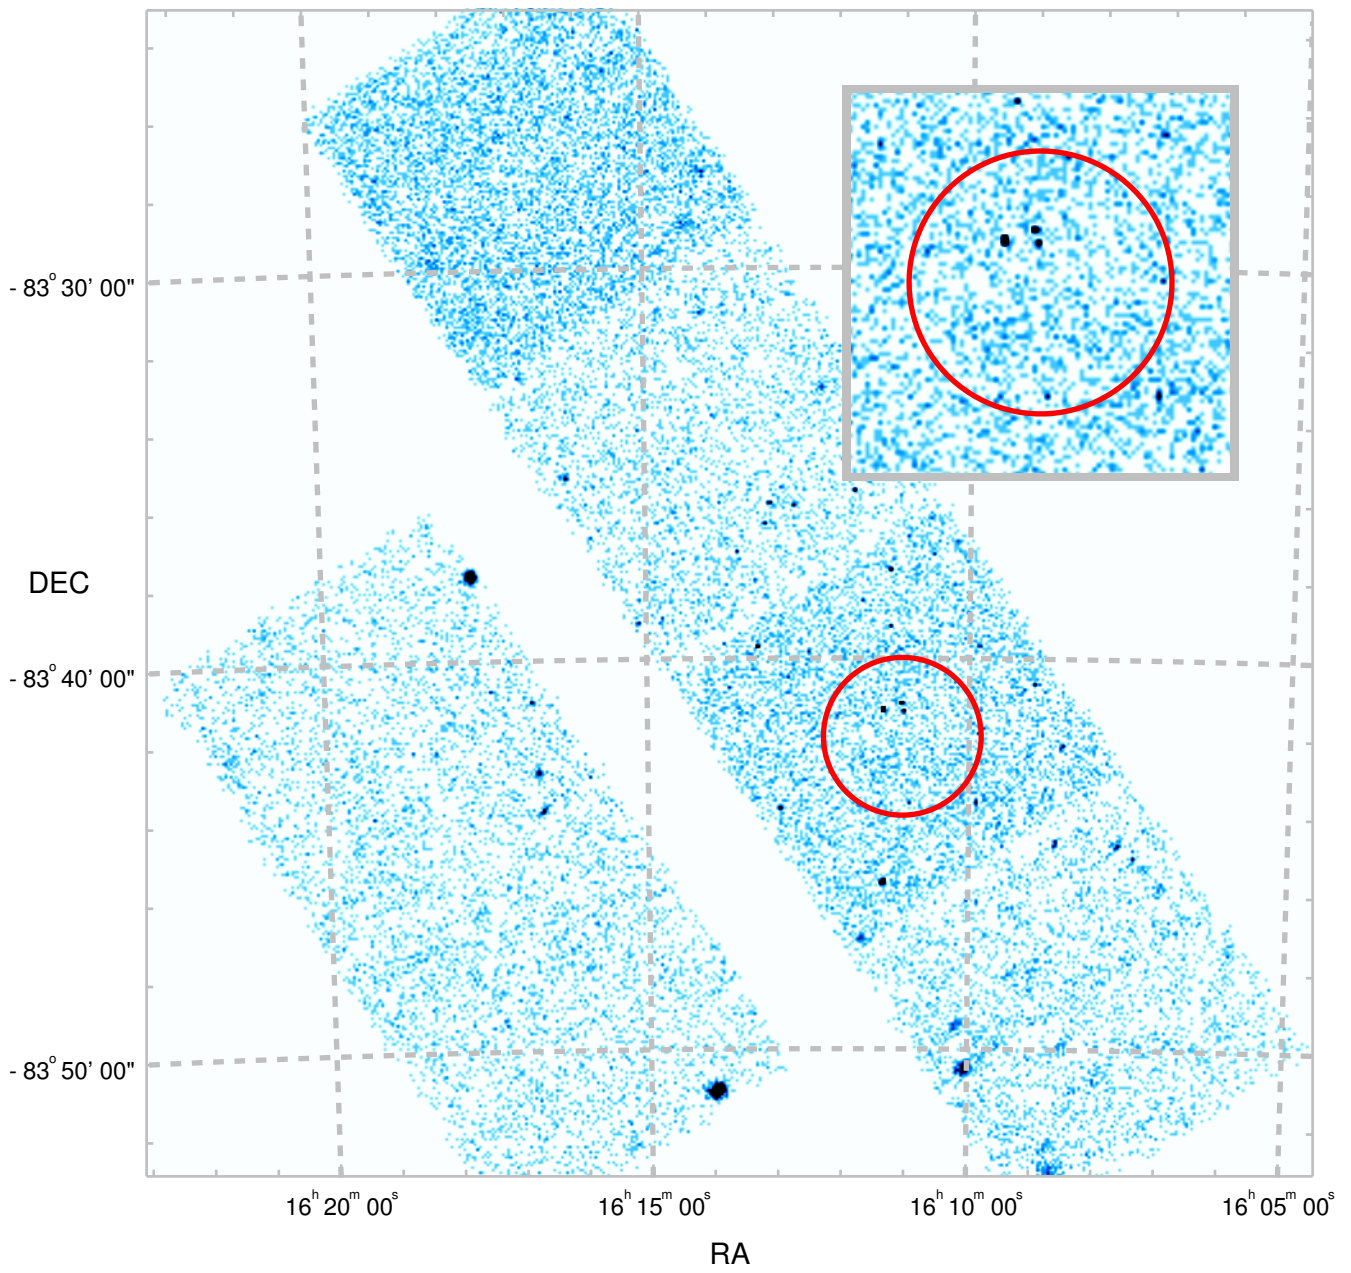 - 83° 30' 00"
DEC
- 83° 40' 00"
- 83° 50' 00"
16ʰ 20ᵐ 00ˢ 16ʰ 15ᵐ 00ˢ 16ʰ 10ᵐ 00ˢ 16ʰ 05ᵐ 00ˢ
RA